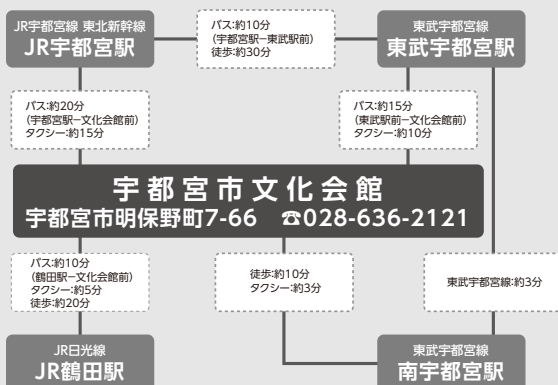 JR宇都宮線 東北新幹線
JR宇都宮駅
バス:約10分
(宇都宮駅−東武駅前)
徒歩:約30分
東武宇都宮線
東武宇都宮駅
バス:約20分
(宇都宮駅−文化会館前)
タクシー:約15分
バス:約15分
(東武駅前−文化会館前)
タクシー:約10分
宇都宮市文化会館
宇都宮市明保野町7-66 ☎028-636-2121
バス:約10分
(鶴田駅−文化会館前)
タクシー:約5分
徒歩:約20分
徒歩:約10分
タクシー:約3分
東武宇都宮線:約3分
JR日光線
JR鶴田駅
東武宇都宮線
南宇都宮駅